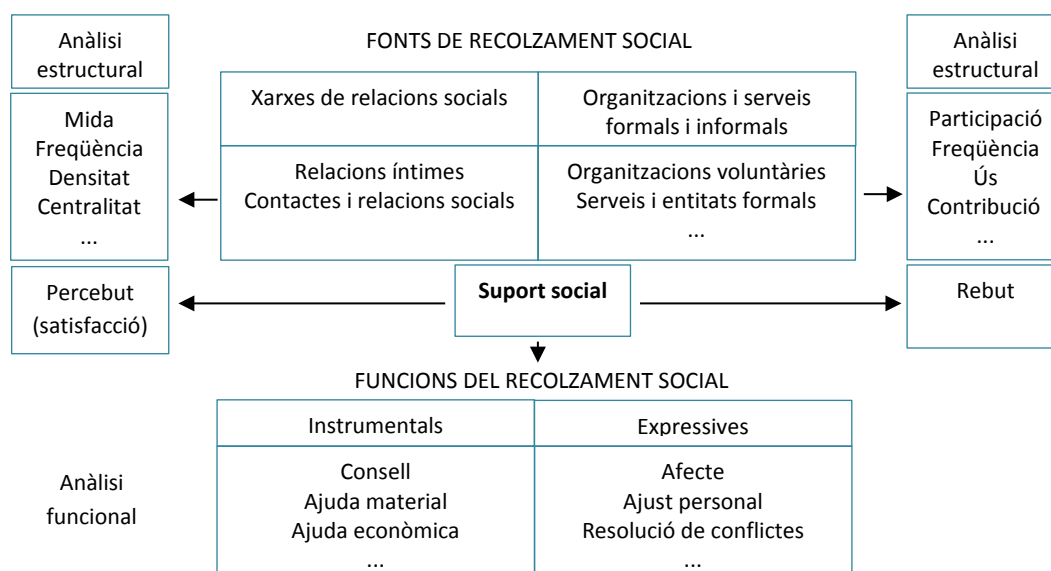 Anàlisi
estructural
FONTS DE RECOLZAMENT SOCIAL
Anàlisi
estructural
Mida
Freqüència
Densitat
Centralitat
...
Xarxes de relacions socials
Organitzacions i serveis
formals i informals
Relacions íntimes
Contactes i relacions socials
Organitzacions voluntàries
Serveis i entitats formals
...
Participació
Freqüència
Ús
Contribució
...
Percebut
(satisfacció)
Suport social
Rebut
FUNCIONS DEL RECOLZAMENT SOCIAL
Anàlisi
funcional
Instrumentals
Expressives
Consell
Ajuda material
Ajuda econòmica
...
Afecte
Ajust personal
Resolució de conflictes
...